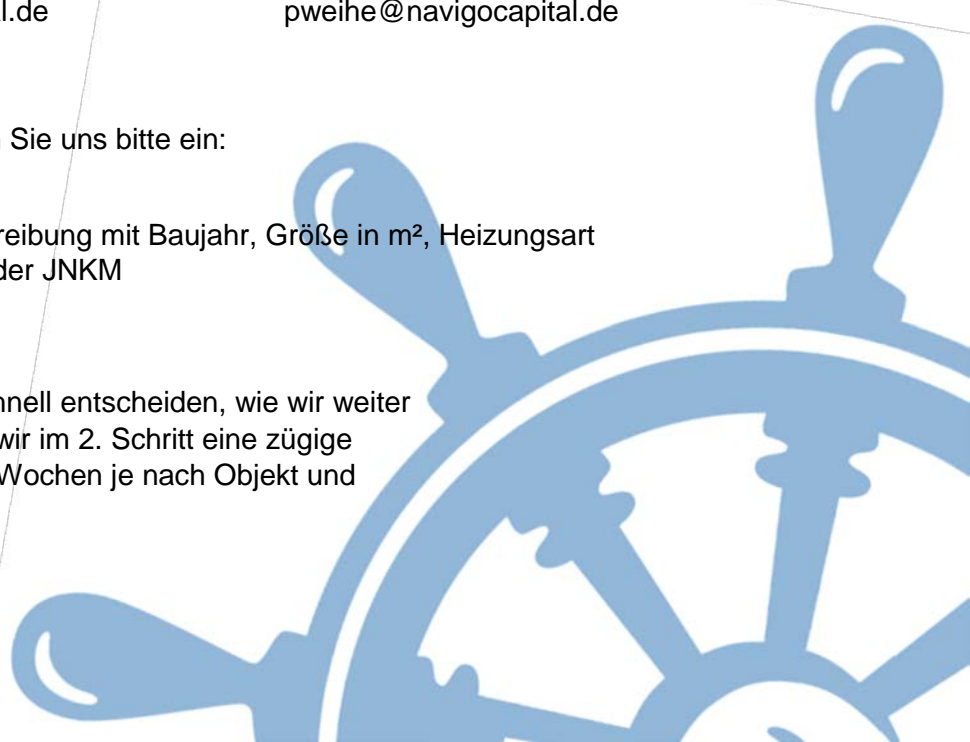 l.de pweihe@navigocapital.de
Sie uns bitte ein:
reibung mit Baujahr, Größe in m², Heizungsart
der JNKM
nell entscheiden, wie wir weiter
wir im 2. Schritt eine zügige
Wochen je nach Objekt und